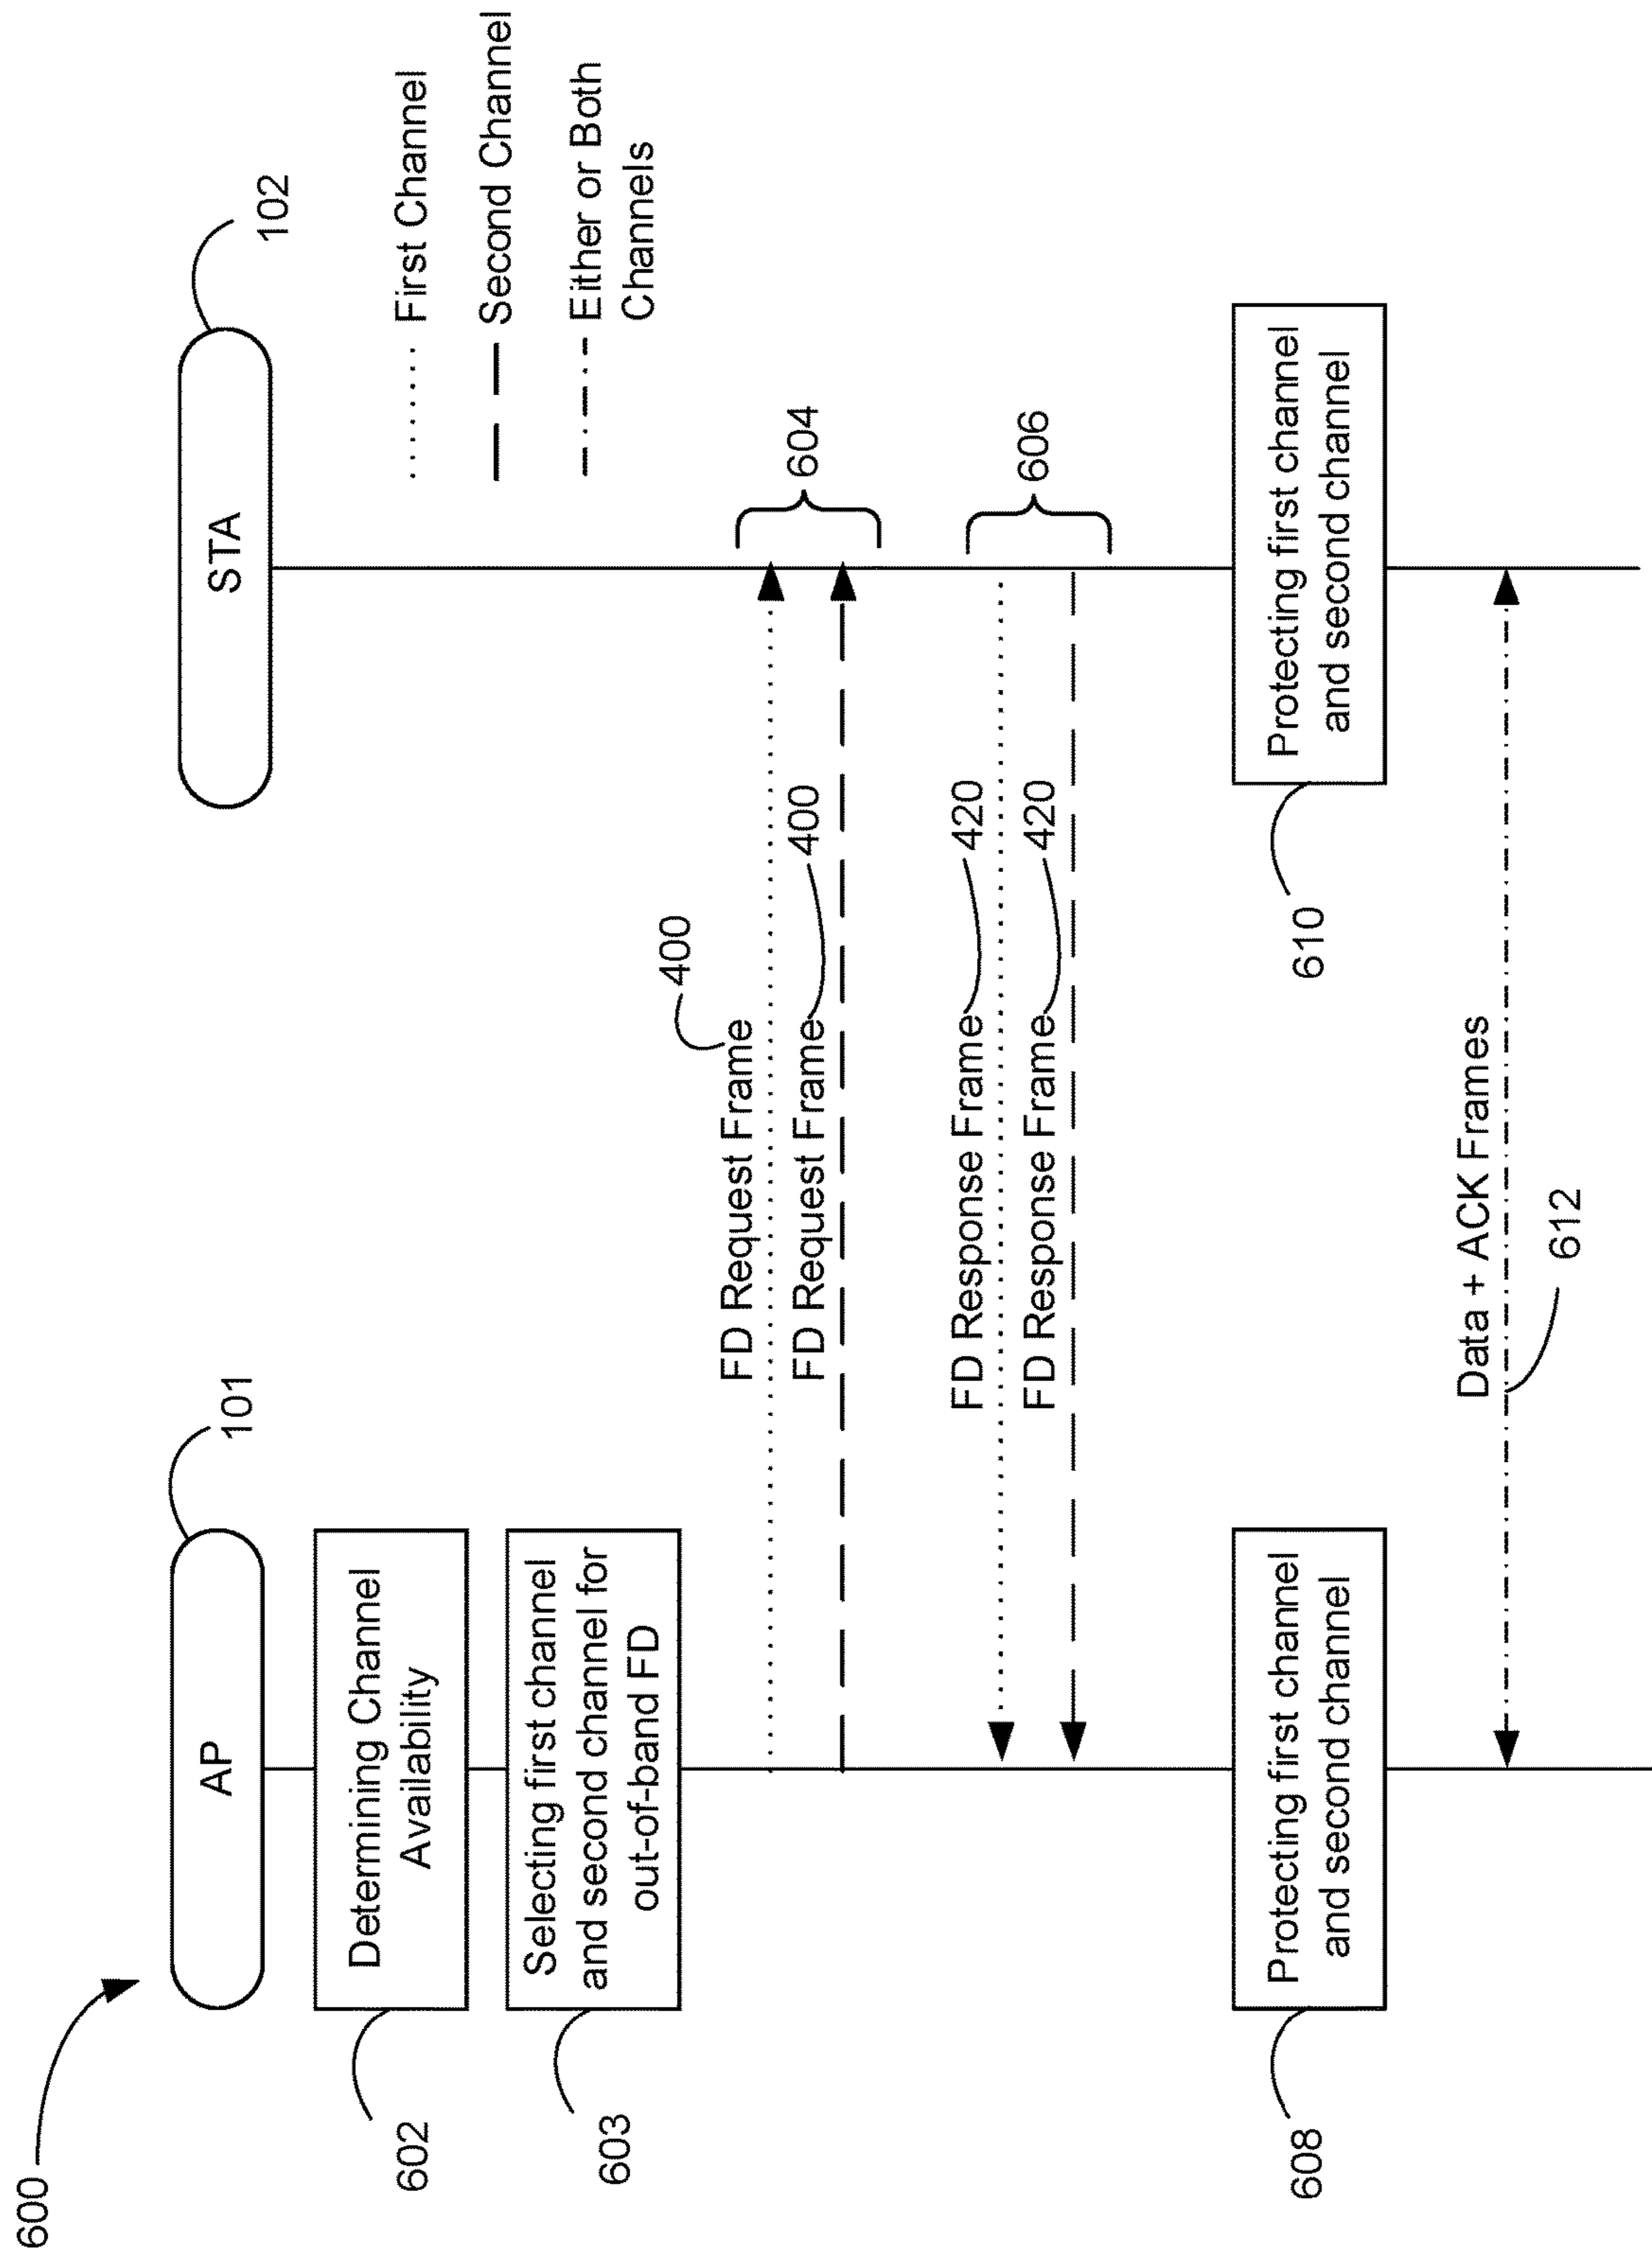 600
AP
101
STA
102
First Channel
Second Channel
Either or Both
Channels
602
Determining Channel
Availability
603
Selecting first channel
and second channel for
out-of-band FD
FD Request Frame
400
FD Request Frame
400
604
FD Response Frame
420
FD Response Frame
420
606
608
Protecting first channel
and second channel
610
Protecting first channel
and second channel
Data + ACK Frames
612